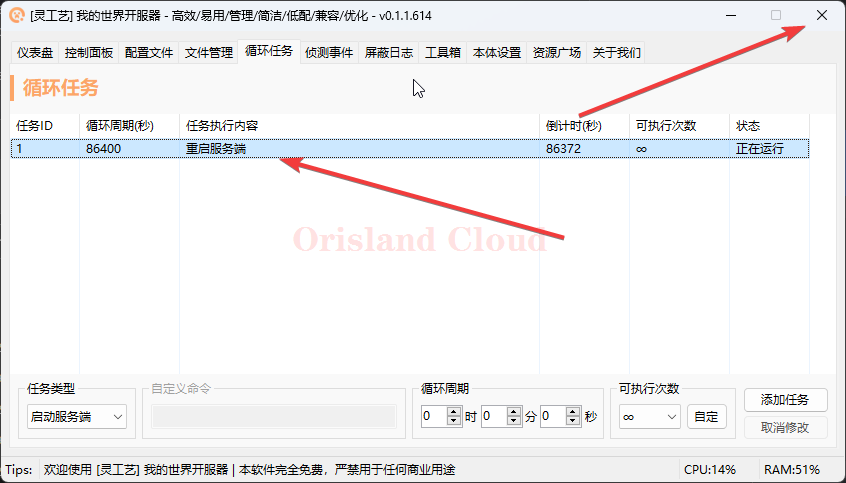 [灵工艺] 我的世界开服器 - 高效/易用/管理/简洁/低配/兼容/优化 - v0.1.1.614
仪表盘 控制面板 配置文件 文件管理 循环任务 侦测事件 屏蔽日志 工具箱 本体设置 资源广场 关于我们
循环任务
任务ID 循环周期(秒) 任务执行内容 倒计时(秒) 可执行次数 状态
1 86400 重启服务端 86372 ∞ 正在运行
Orisland Cloud
任务类型 自定义命令 循环周期 可执行次数
启动服务端 0 时 0 分 0 秒 ∞ 自定 添加任务
取消修改
Tips: 欢迎使用 [灵工艺] 我的世界开服器 | 本软件完全免费，严禁用于任何商业用途 CPU:14% RAM:51%